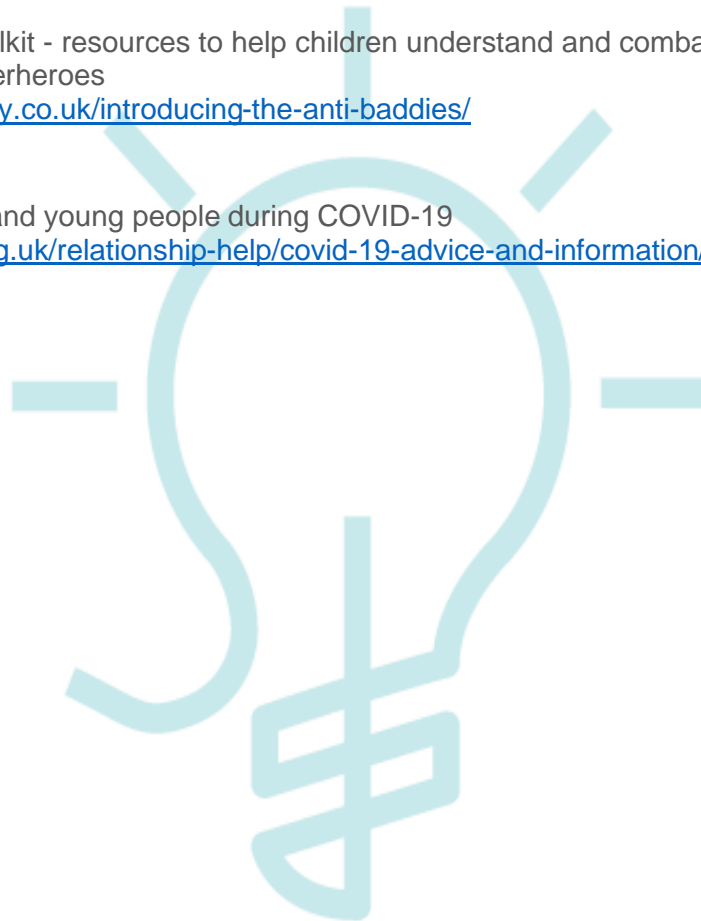 lkit - resources to help children understand and comba
erheroes
y.co.uk/introducing-the-anti-baddies/
and young people during COVID-19
g.uk/relationship-help/covid-19-advice-and-information/